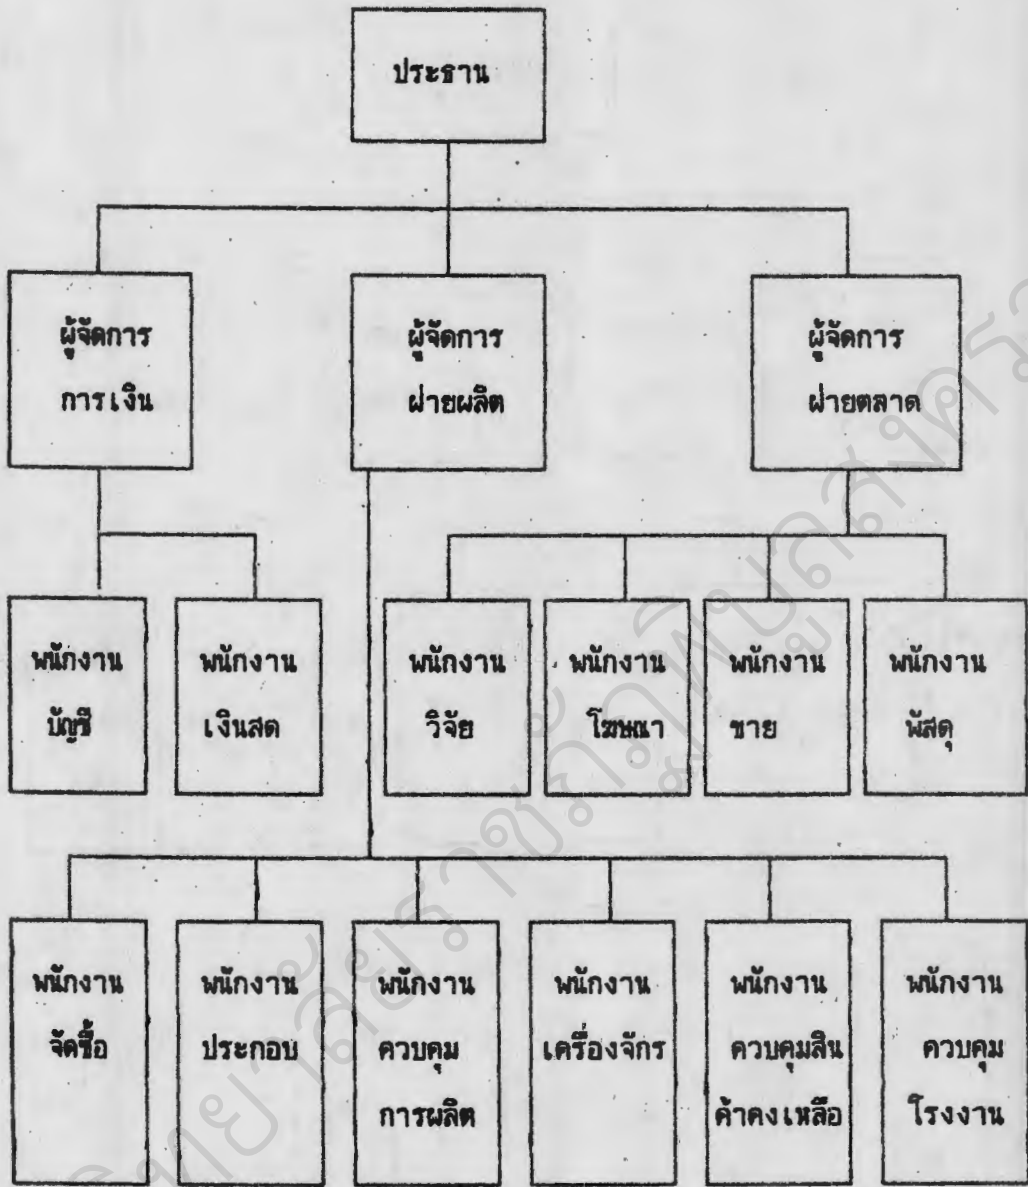 ประธาน
ผู้จัดการ
การเงิน
ผู้จัดการ
ฝ่ายผลิต
ผู้จัดการ
ฝ่ายตลาด
พนักงาน
บัญชี
พนักงาน
เงินสด
พนักงาน
วิจัย
พนักงาน
โฆษณา
พนักงาน
ขาย
พนักงาน
พัสดุ
พนักงาน
จัดซื้อ
พนักงาน
ประกอบ
พนักงาน
ควบคุม
การผลิต
พนักงาน
เครื่องจักร
พนักงาน
ควบคุมสิน
ค้าคงเหลือ
พนักงาน
ควบคุม
โรงงาน